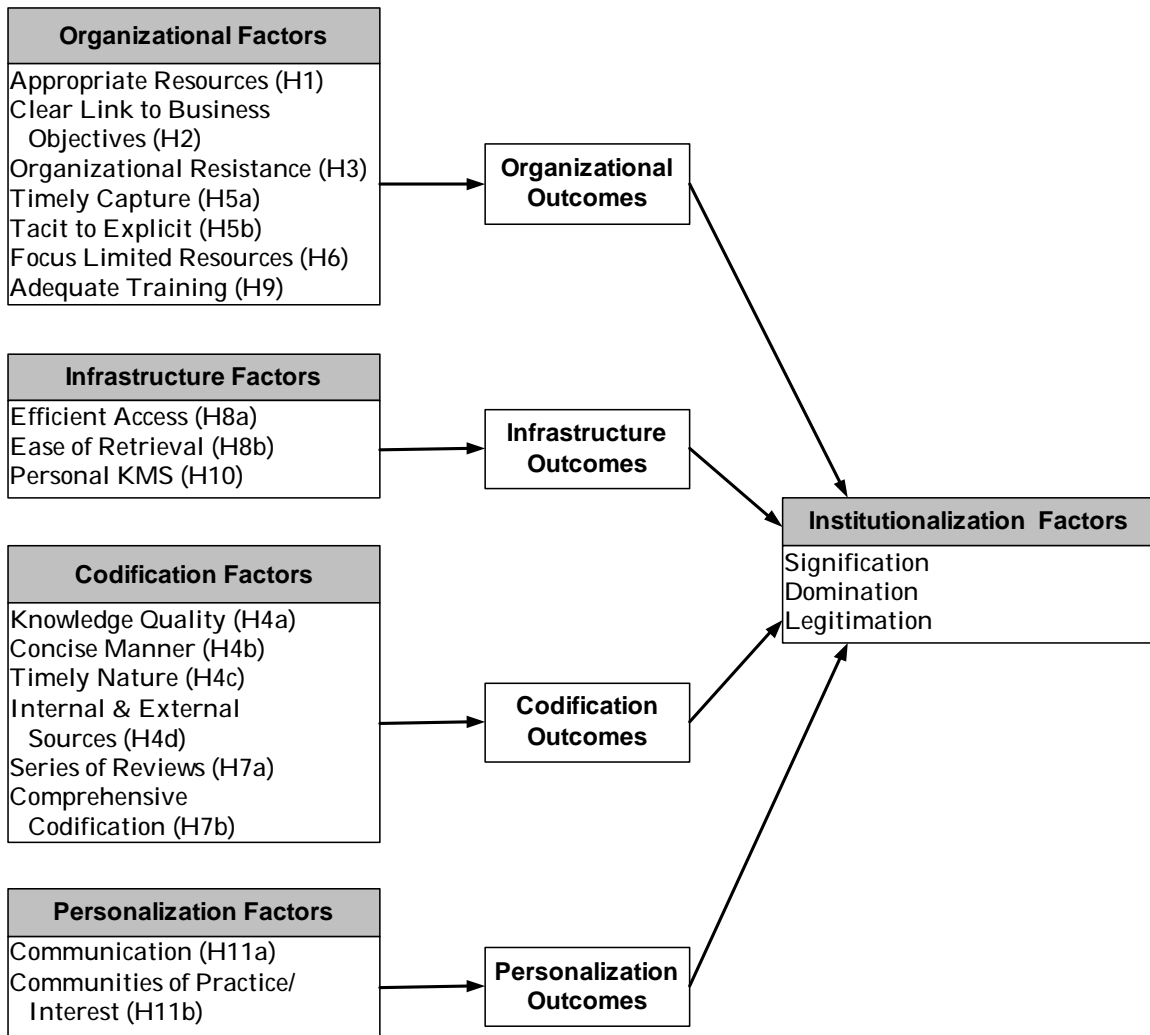 Organizational Factors
Appropriate Resources (H1)
Clear Link to Business
Objectives (H2)
Organizational Resistance (H3)
Timely Capture (H5a)
Tacit to Explicit (H5b)
Focus Limited Resources (H6)
Adequate Training (H9)
Organizational
Outcomes
Infrastructure Factors
Efficient Access (H8a)
Ease of Retrieval (H8b)
Personal KMS (H10)
Infrastructure
Outcomes
Institutionalization Factors
Signification
Domination
Legitimation
Codification Factors
Knowledge Quality (H4a)
Concise Manner (H4b)
Timely Nature (H4c)
Internal & External
Sources (H4d)
Series of Reviews (H7a)
Comprehensive
Codification (H7b)
Codification
Outcomes
Personalization Factors
Communication (H11a)
Communities of Practice/
Interest (H11b)
Personalization
Outcomes